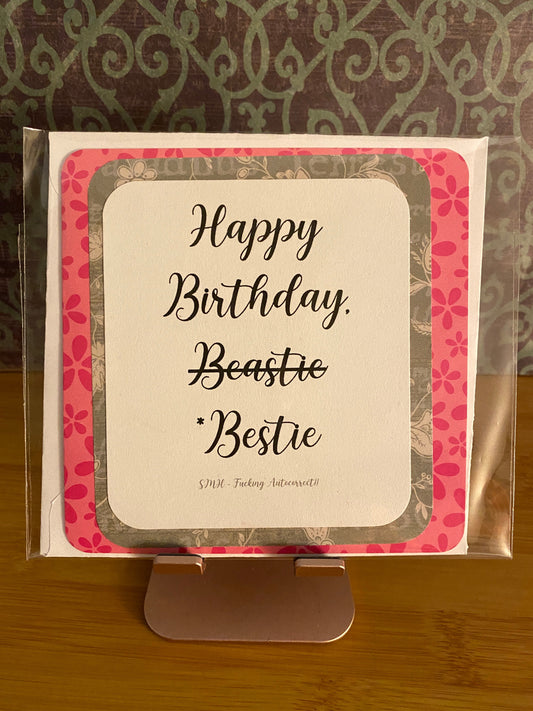 Happy
Birthday,
Beastie
*Bestie
SMH - Fucking Autocorrect!!